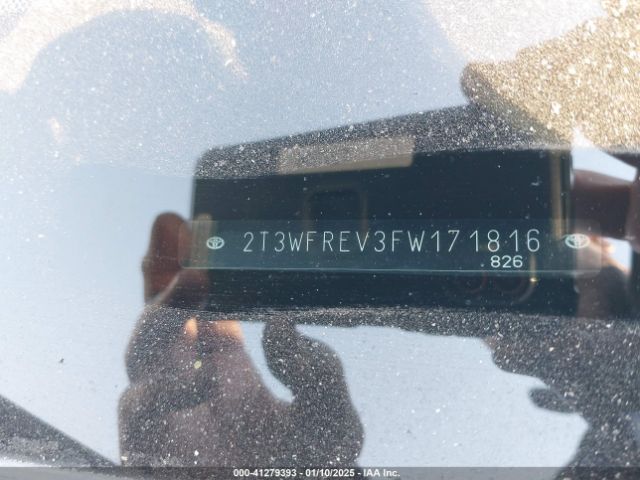 2T3WFREV3FW171816
.826
000-41279393 - 01/10/2025 - IAA Inc.